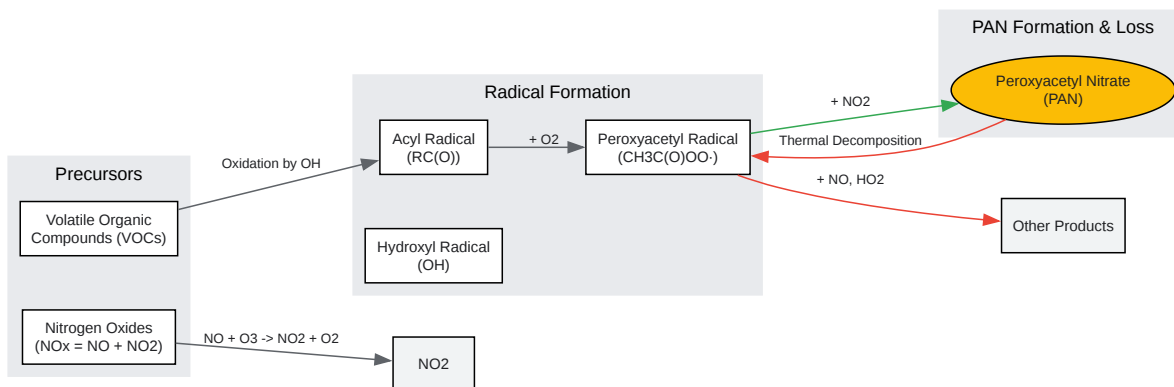 PAN Formation & Loss
Peroxyacetyl Nitrate
(PAN)
Radical Formation
+ NO2
Acyl Radical
(RC(O))
+ O2
Peroxyacetyl Radical
(CH3C(O)OO·)
Thermal Decomposition
Oxidation by OH
Precursors
+ NO, HO2
Volatile Organic
Compounds (VOCs)
Other Products
Hydroxyl Radical
(OH)
Nitrogen Oxides
(NOx = NO + NO2)
NO + O3 -> NO2 + O2
NO2